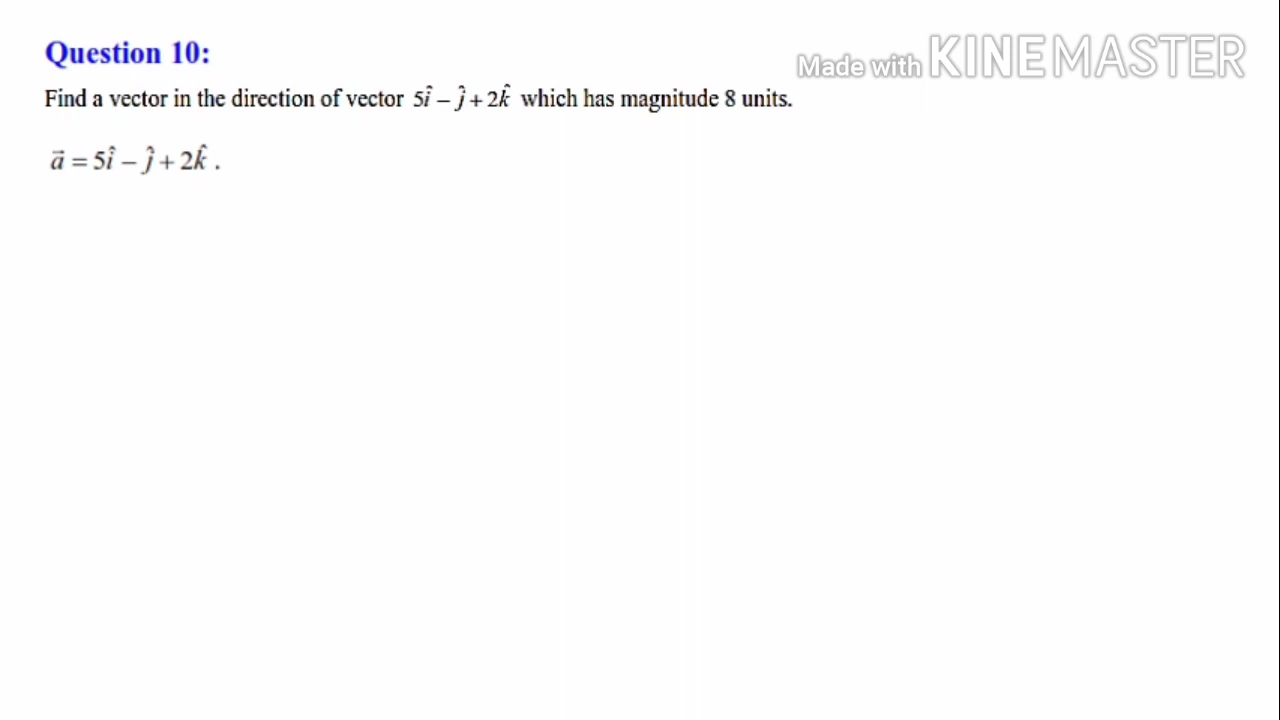 Question 10:
Made with KINEMASTER
Find a vector in the direction of vector 5î – ĵ + 2k̂ which has magnitude 8 units.
a⃗ = 5î – ĵ + 2k̂ .